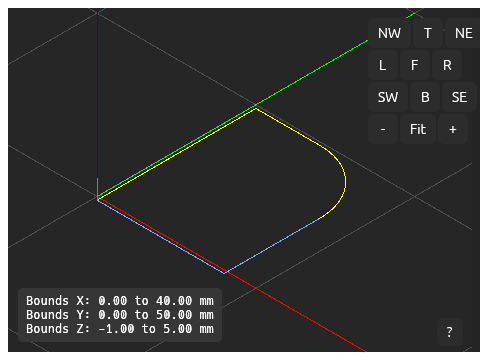 NW T NE
L F R
SW B SE
- Fit +
Bounds X: 0.00 to 40.00 mm
Bounds Y: 0.00 to 50.00 mm
Bounds Z: -1.00 to 5.00 mm
?